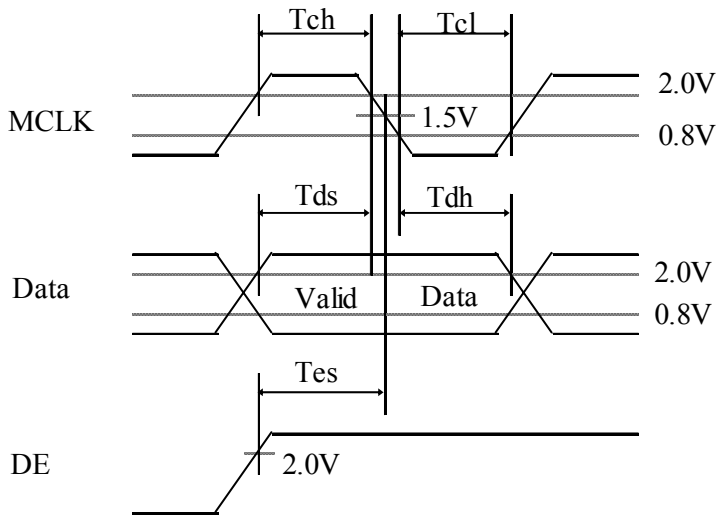 Tch Tcl
2.0V
MCLK
1.5V
0.8V
Tds Tdh
2.0V
Data
Valid Data
0.8V
Tes
DE
2.0V